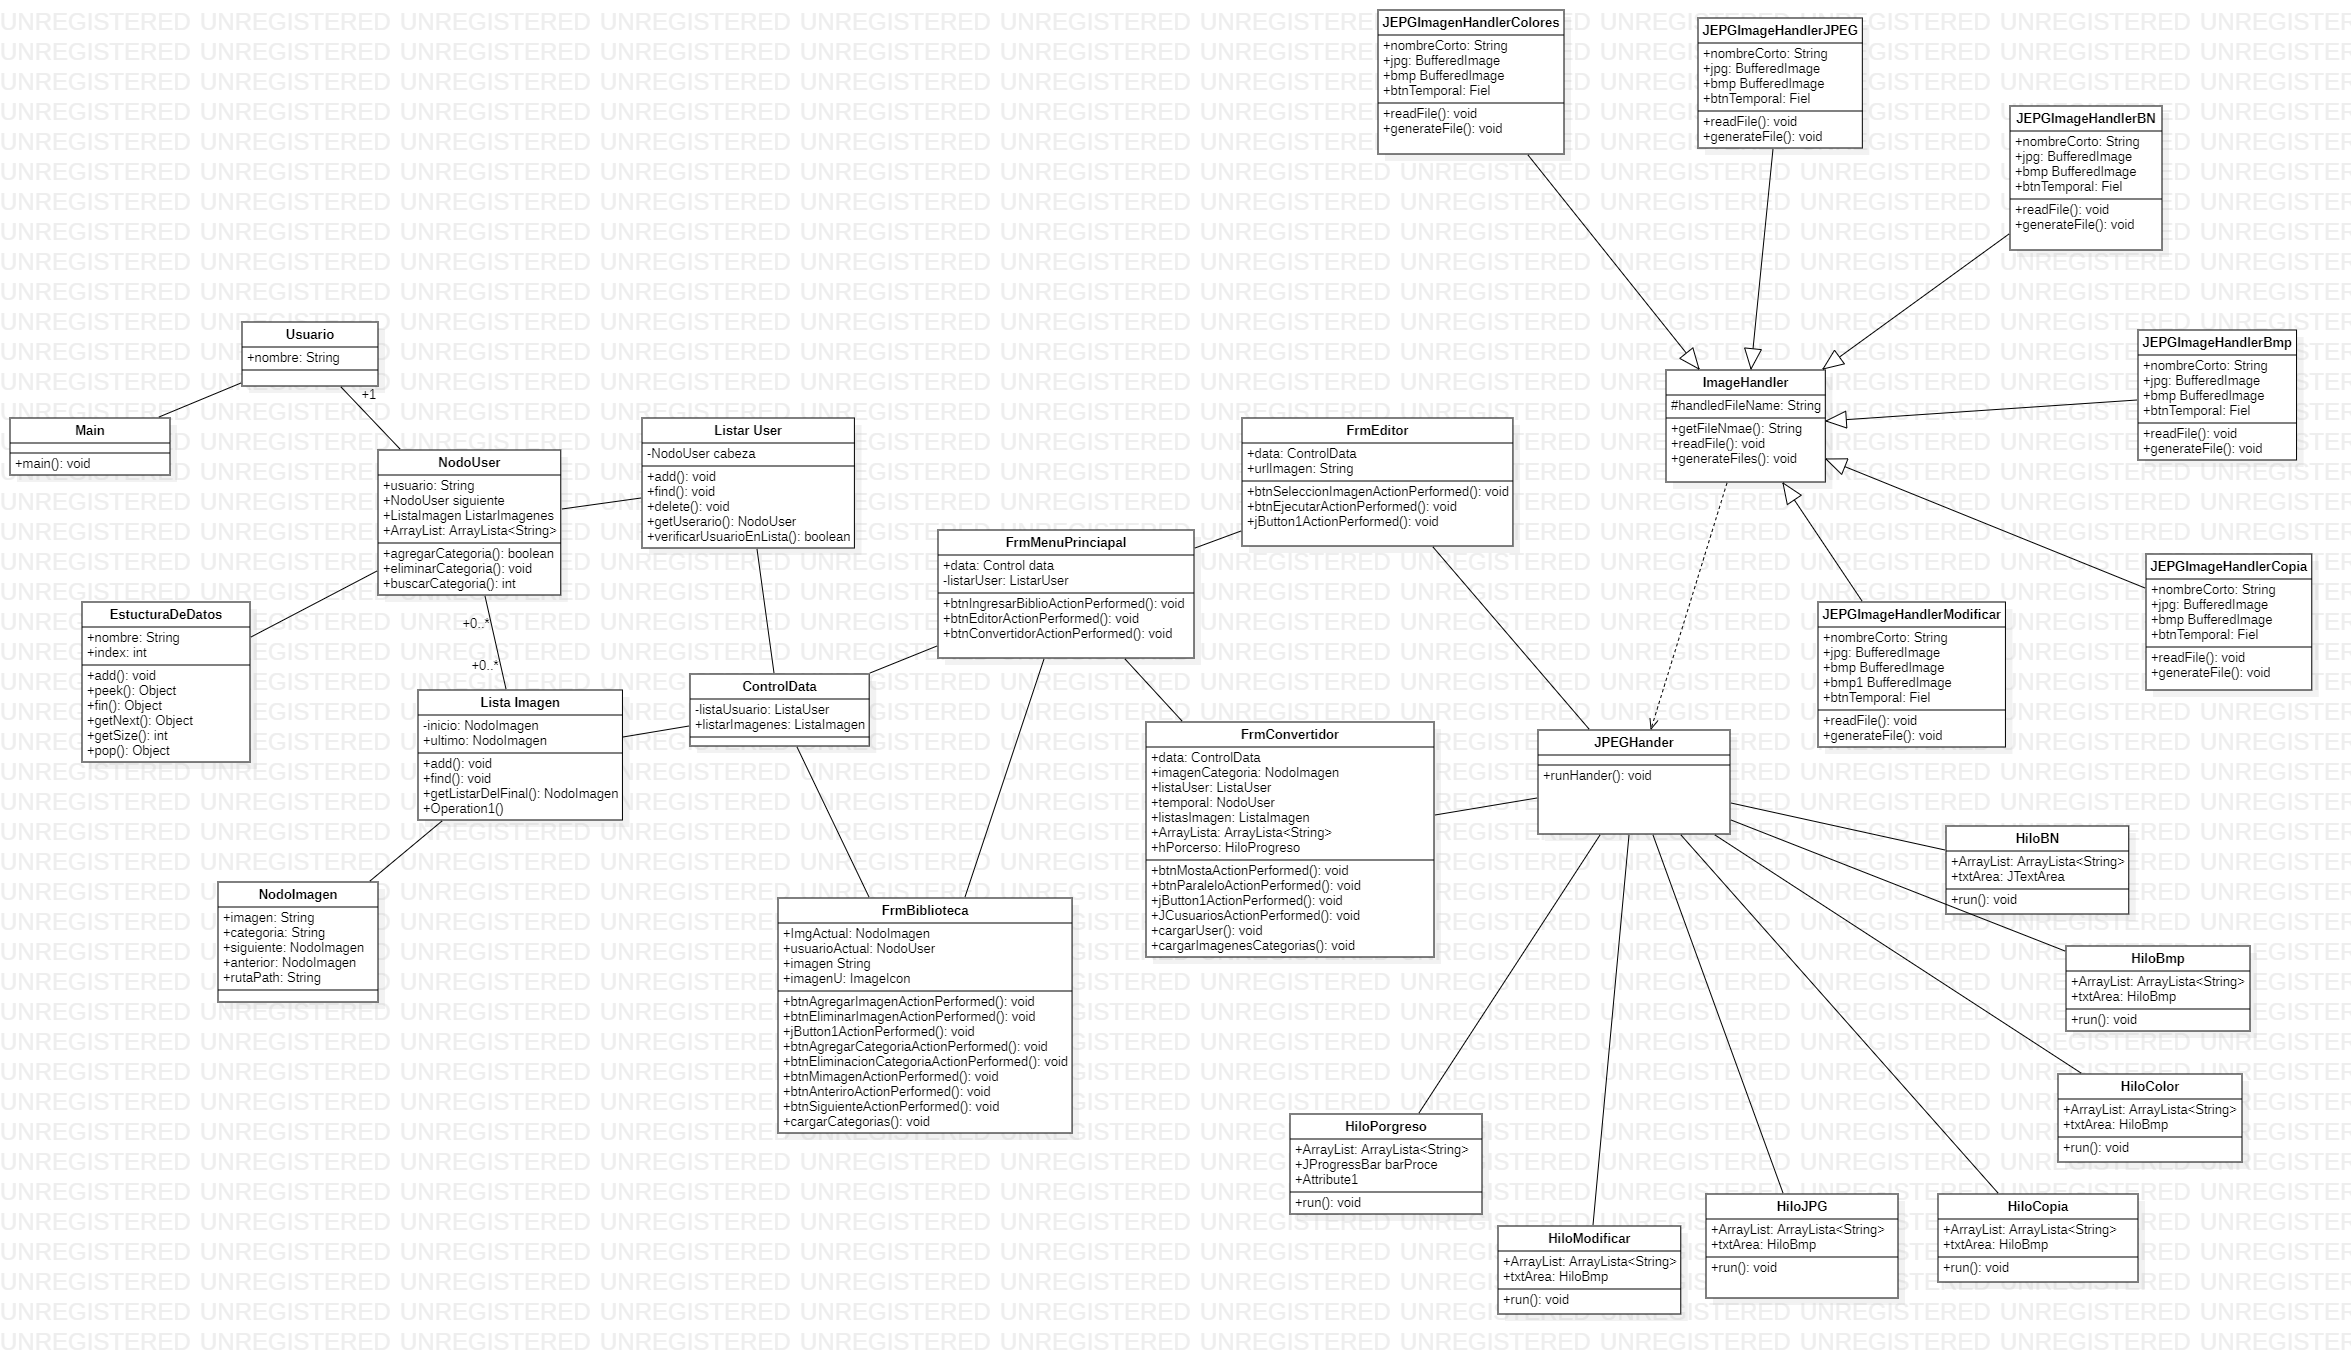 JEPGImagenHandlerColores
+nombreCorto: String
+jpg: BufferedImage
+bmp BufferedImage
+btnTemporal: Fiel
+readFile(): void
+generateFile(): void
JEPGImageHandlerJPEG
+nombreCorto: String
+jpg: BufferedImage
+bmp BufferedImage
+btnTemporal: Fiel
+readFile(): void
+generateFile(): void
JEPGImageHandlerBN
+nombreCorto: String
+jpg: BufferedImage
+bmp BufferedImage
+btnTemporal: Fiel
+readFile(): void
+generateFile(): void
Usuario
+nombre: String
+1
Main
+main(): void
NodoUser
+usuario: String
+NodoUser siguiente
+ListaImagen ListarImagenes
+ArrayList: ArrayLista<String>
+agregarCategoria(): boolean
+eliminarCategoria(): void
+buscarCategoria(): int
+0..*
+0..*
Listar User
-NodoUser cabeza
+add(): void
+find(): void
+delete(): void
+getUserario(): NodoUser
+verificarUsuarioEnLista(): boolean
FrmEditor
+data: ControlData
+urlImagen: String
+btnSeleccionImagenActionPerformed(): void
+btnEjecutarActionPerformed(): void
+jButton1ActionPerformed(): void
ImageHandler
#handledFileName: String
+getFileNmae(): String
+readFile(): void
+generateFiles(): void
JEPGImageHandlerBmp
+nombreCorto: String
+jpg: BufferedImage
+bmp BufferedImage
+btnTemporal: Fiel
+readFile(): void
+generateFile(): void
FrmMenuPrinciapal
+data: Control data
-listarUser: ListarUser
+btnIngresarBiblioActionPerformed(): void
+btnEditorActionPerformed(): void
+btnConvertidorActionPerformed(): void
JEPGImageHandlerCopia
+nombreCorto: String
+jpg: BufferedImage
+bmp BufferedImage
+btnTemporal: Fiel
+readFile(): void
+generateFile(): void
JEPGImageHandlerModificar
+nombreCorto: String
+jpg: BufferedImage
+bmp BufferedImage
+bmp1 BufferedImage
+btnTemporal: Fiel
+readFile(): void
+generateFile(): void
EstucturaDeDatos
+nombre: String
+index: int
+add(): void
+peek(): Object
+fin(): Object
+getNext(): Object
+getSize(): int
+pop(): Object
Lista Imagen
-inicio: NodoImagen
+ultimo: NodoImagen
+add(): void
+find(): void
+getListarDelFinal(): NodoImagen
+Operation1()
ControlData
-listaUsuario: ListaUser
+listarImagenes: ListaImagen
FrmConvertidor
+data: ControlData
+imagenCategoria: NodoImagen
+listaUser: ListaUser
+temporal: NodoUser
+listasImagen: ListaImagen
+ArrayLista: ArrayLista<String>
+hPorcerso: HiloProgreso
+btnMostaActionPerformed(): void
+btnParaleloActionPerformed(): void
+jButton1ActionPerformed(): void
+JCusuariosActionPerformed(): void
+cargarUser(): void
+cargarImagenesCategorias(): void
JPEGHander
+runHander(): void
NodoImagen
+imagen: String
+categoria: String
+siguiente: NodoImagen
+anterior: NodoImagen
+rutaPath: String
FrmBiblioteca
+ImgActual: NodoImagen
+usuarioActual: NodoUser
+imagen String
+imagenU: ImageIcon
+btnAgregarImagenActionPerformed(): void
+btnEliminarImagenActionPerformed(): void
+jButton1ActionPerformed(): void
+btnAgregarCategoriaActionPerformed(): void
+btnEliminacionCategoriaActionPerformed(): void
+btnMimagenActionPerformed(): void
+btnAnteriroActionPerformed(): void
+btnSiguienteActionPerformed(): void
+cargarCategorias(): void
HiloBN
+ArrayList: ArrayLista<String>
+txtArea: JTextArea
+run(): void
HiloBmp
+ArrayList: ArrayLista<String>
+txtArea: HiloBmp
+run(): void
HiloColor
+ArrayList: ArrayLista<String>
+txtArea: HiloBmp
+run(): void
HiloPorgreso
+ArrayList: ArrayLista<String>
+JProgressBar barProce
+Attribute1
+run(): void
HiloModificar
+ArrayList: ArrayLista<String>
+txtArea: HiloBmp
+run(): void
HiloJPG
+ArrayList: ArrayLista<String>
+txtArea: HiloBmp
+run(): void
HiloCopia
+ArrayList: ArrayLista<String>
+txtArea: HiloBmp
+run(): void